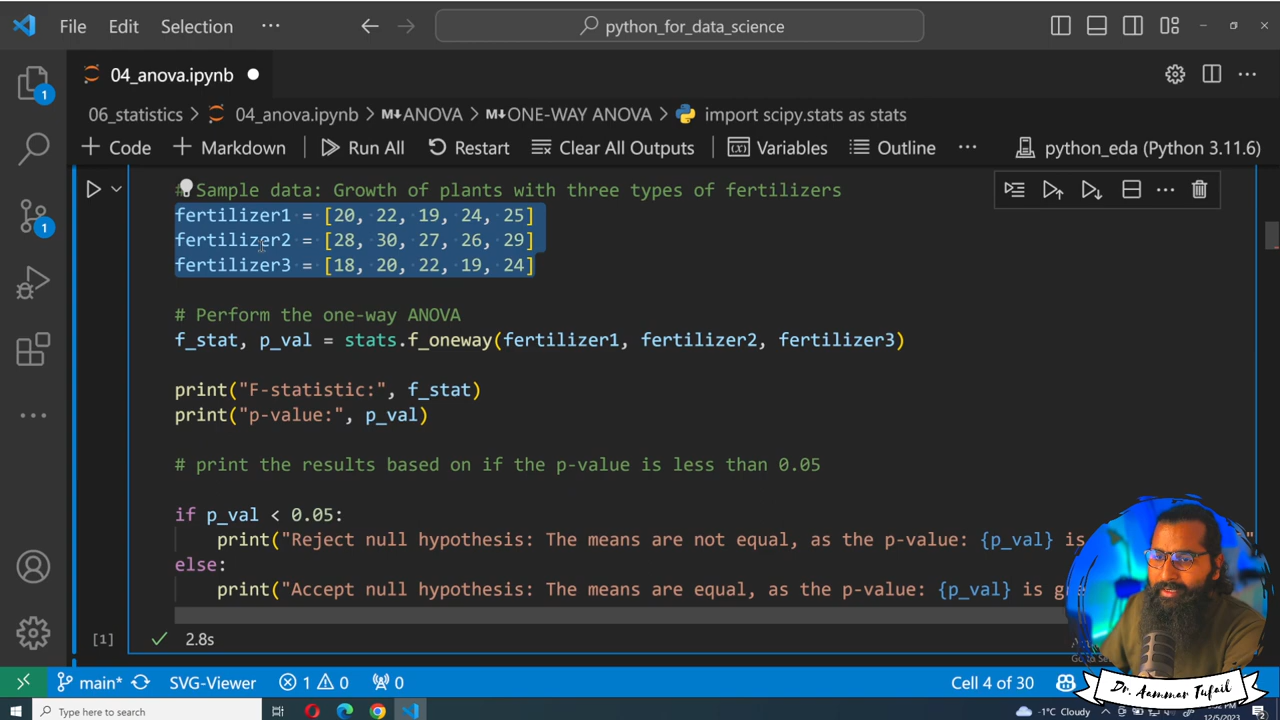 File Edit Selection ··· python_for_data_science
04_anova.ipynb
06_statistics > 04_anova.ipynb > M↓ANOVA > M↓ONE-WAY ANOVA > import scipy.stats as stats
+ Code + Markdown Run All Restart Clear All Outputs Variables Outline ··· python_eda (Python 3.11.6)
# Sample data: Growth of plants with three types of fertilizers
fertilizer1 = [20, 22, 19, 24, 25]
fertilizer2 = [28, 30, 27, 26, 29]
fertilizer3 = [18, 20, 22, 19, 24]
# Perform the one-way ANOVA
f_stat, p_val = stats.f_oneway(fertilizer1, fertilizer2, fertilizer3)
print("F-statistic:", f_stat)
print("p-value:", p_val)
# print the results based on if the p-value is less than 0.05
if p_val < 0.05:
print("Reject null hypothesis: The means are not equal, as the p-value: {p_val} is
else:
print("Accept null hypothesis: The means are equal, as the p-value: {p_val} is
[1] 2.8s
1
1
main* SVG-Viewer 1 0 0 Cell 4 of 30
Dr. Aammar Tufail
Type here to search -1°C Cloudy